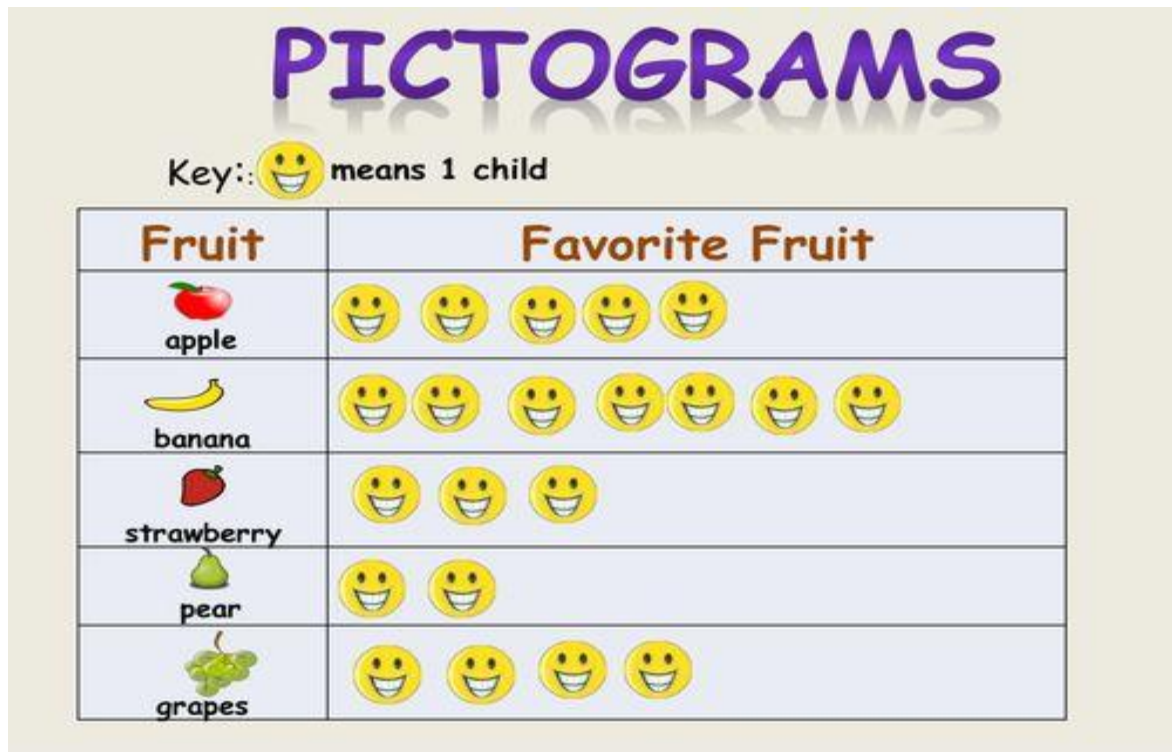 PICTOGRAMS
Key:: means 1 child
Fruit
Favorite Fruit
apple
banana
strawberry
pear
grapes